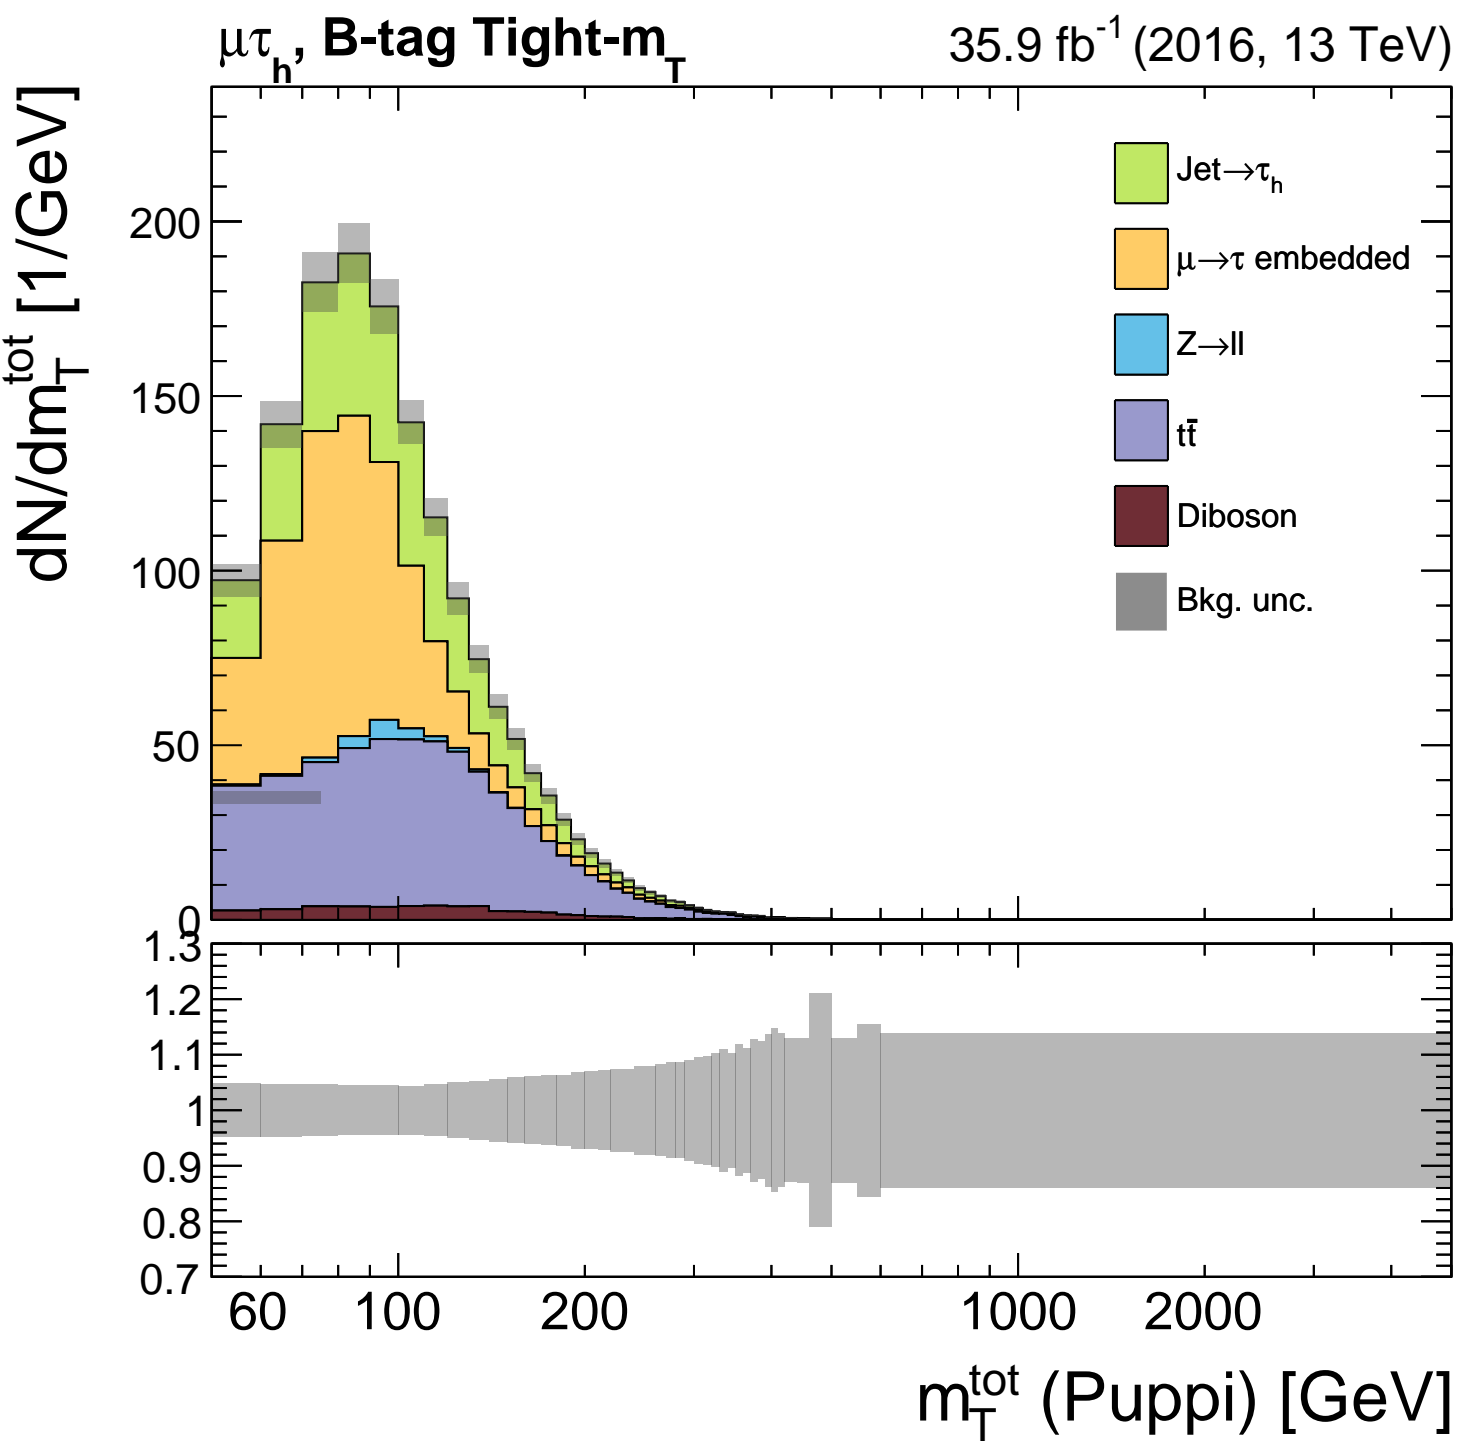 μτh, B-tag Tight-mT
35.9 fb-1 (2016, 13 TeV)
dN/dmTtot [1/GeV]
Jet→τh
μ→τ embedded
Z→ll
tt̄
Diboson
Bkg. unc.
200
150
100
50
0
1.3
1.2
1.1
1
0.9
0.8
0.7
60 100 200 1000 2000
mTtot (Puppi) [GeV]